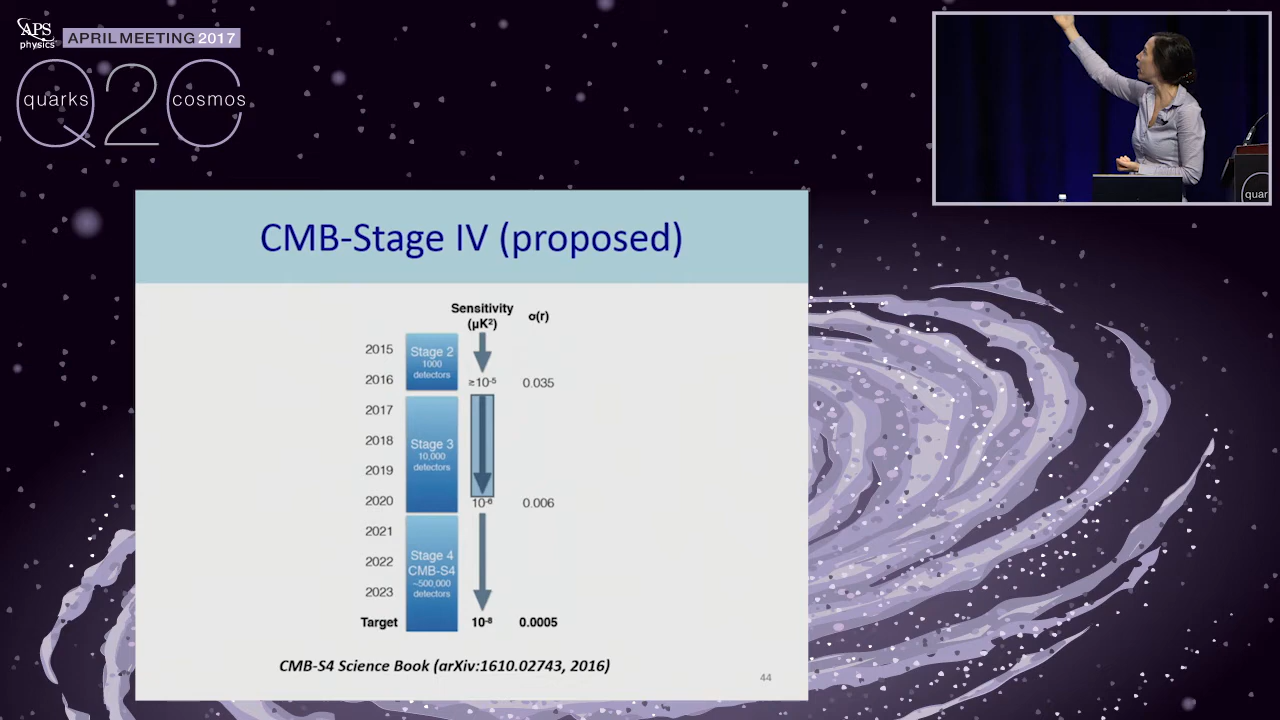 APS
physics
APRIL MEETING 2017
Q2C
quarks
cosmos
quar
CMB-Stage IV (proposed)
Sensitivity
(µK²)
σ(r)
2015
2016
Stage 2
1000
detectors
≥10⁻⁵
0.035
2017
2018
2019
2020
Stage 3
10,000
detectors
10⁻⁶
0.006
2021
2022
2023
Stage 4
CMB-S4
~500,000
detectors
Target
10⁻⁸
0.0005
CMB-S4 Science Book (arXiv:1610.02743, 2016)
44